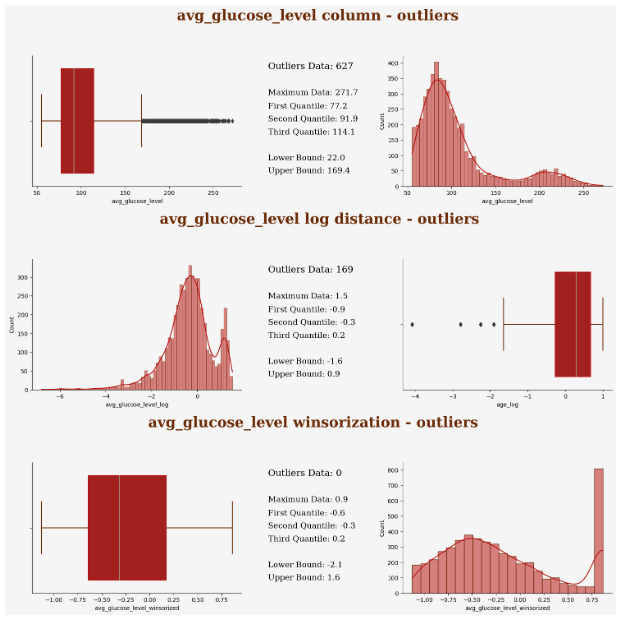 avg_glucose_level column - outliers
Outliers Data: 627
Maximum Data: 271.7
First Quantile: 77.2
Second Quantile: 91.9
Third Quantile: 114.1
Lower Bound: 22.0
Upper Bound: 169.4
50 100 150 200 250
avg_glucose_level
Count
400
350
300
250
200
150
100
50
0
50 100 150 200 250
avg_glucose_level
avg_glucose_level log distance - outliers
Count
300
250
200
150
100
50
0
−6 −4 −2 0
avg_glucose_level_log
Outliers Data: 169
Maximum Data: 1.5
First Quantile: -0.9
Second Quantile: -0.3
Third Quantile: 0.2
Lower Bound: -1.6
Upper Bound: 0.9
−4 −3 −2 −1 0 1
age_log
avg_glucose_level winsorization - outliers
−1.00 −0.75 −0.50 −0.25 0.00 0.25 0.50 0.75
avg_glucose_level_winsorized
Outliers Data: 0
Maximum Data: 0.9
First Quantile: -0.6
Second Quantile: -0.3
Third Quantile: 0.2
Lower Bound: -2.1
Upper Bound: 1.6
Count
800
700
600
500
400
300
200
100
0
−1.00 −0.75 −0.50 −0.25 0.00 0.25 0.50 0.75
avg_glucose_level_winsorized